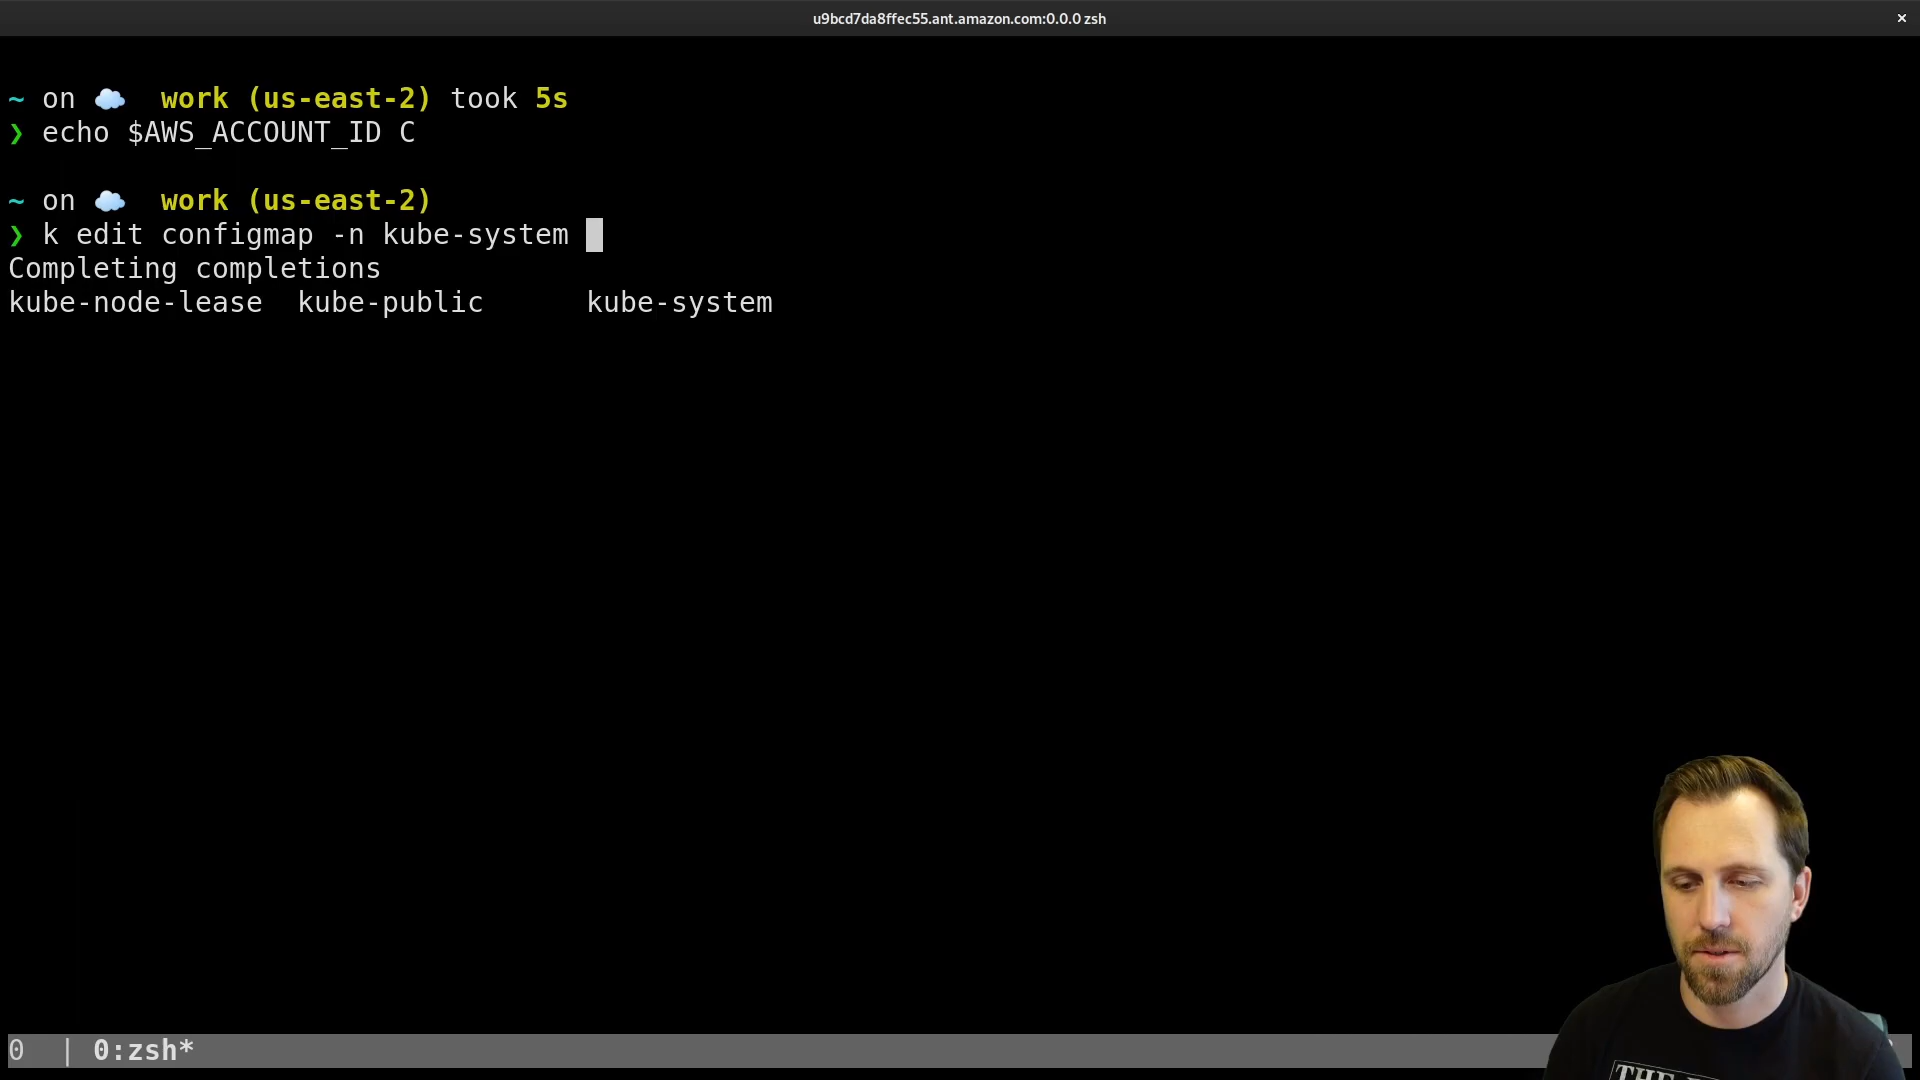 u9bcd7da8ffec55.ant.amazon.com:0.0.0 zsh
~ on ☁️ work (us-east-2) took 5s
❯ echo $AWS_ACCOUNT_ID C
~ on ☁️ work (us-east-2)
❯ k edit configmap -n kube-system
Completing completions
kube-node-lease kube-public kube-system
0 | 0:zsh*
THE